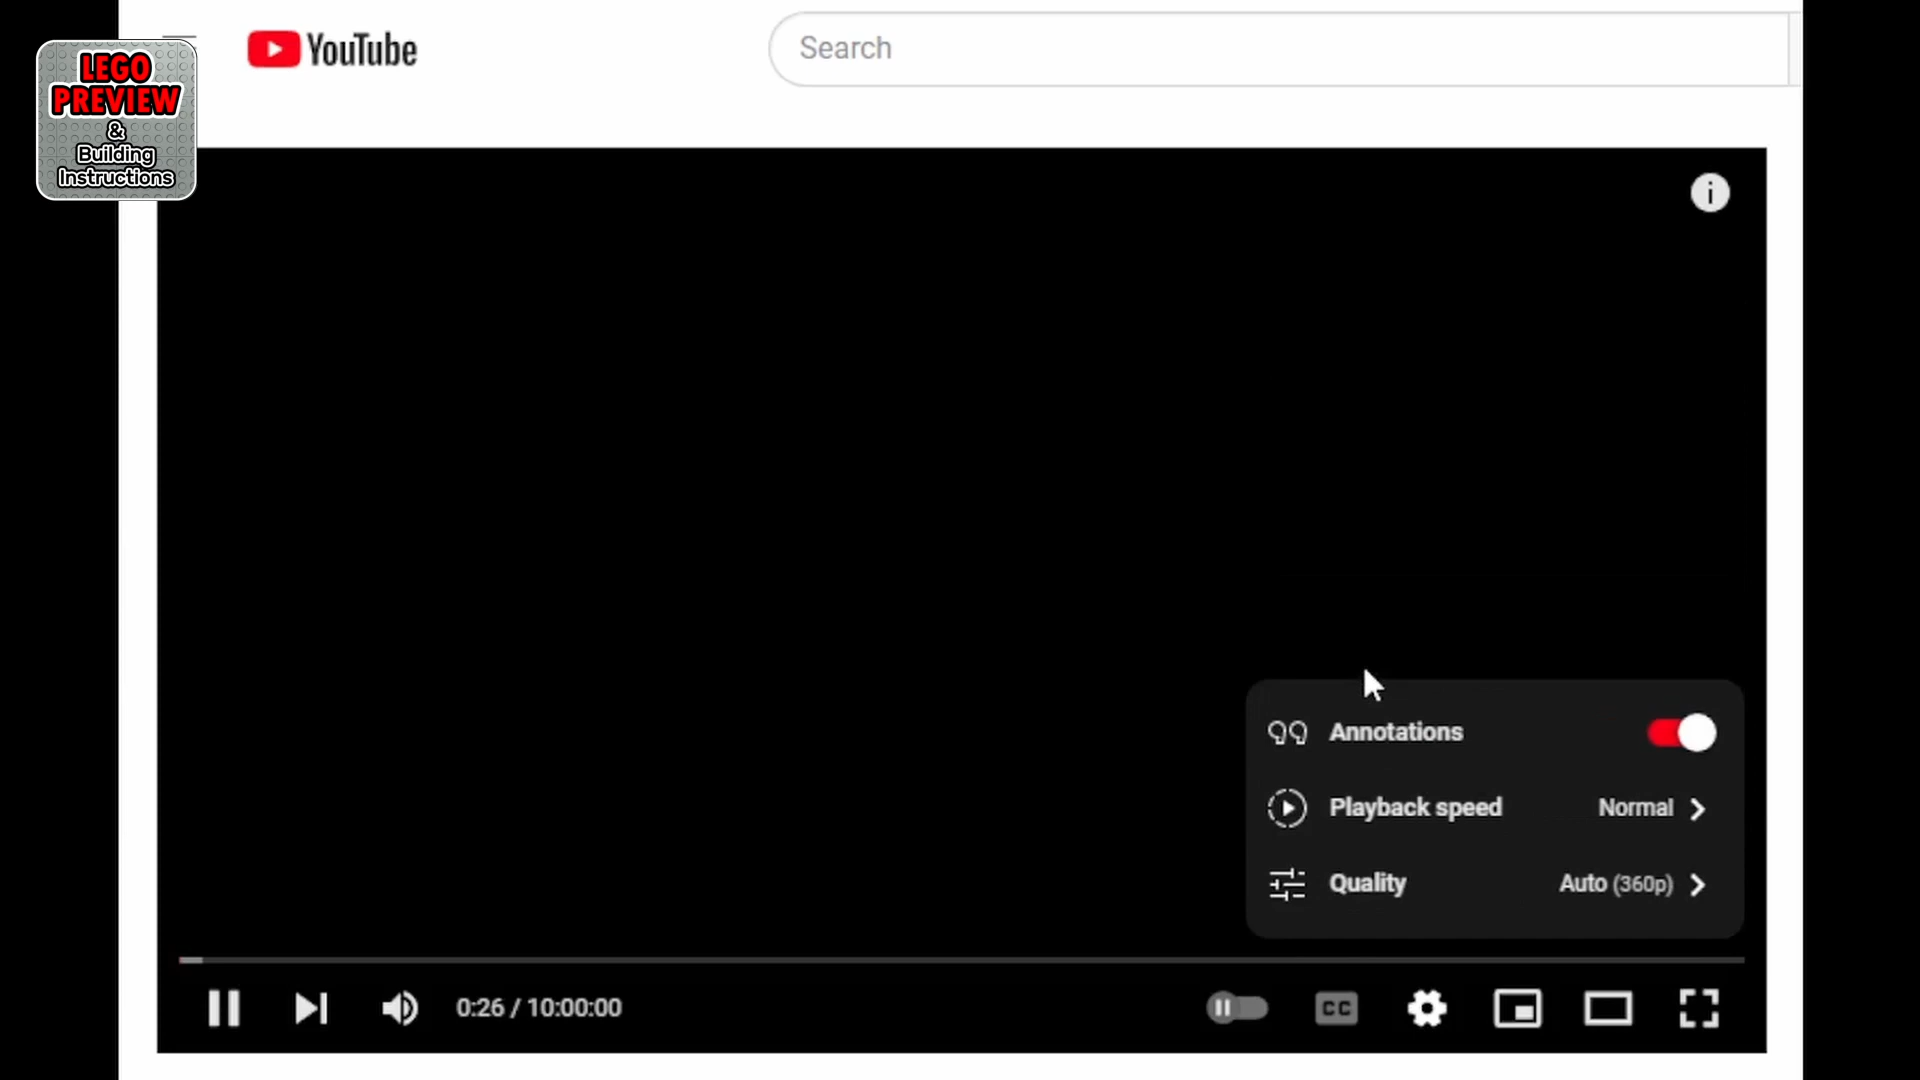 LEGO
PREVIEW
&
Building
Instructions
YouTube
Search
i
Annotations
Playback speed Normal
Quality Auto (360p)
0:26 / 10:00:00
CC